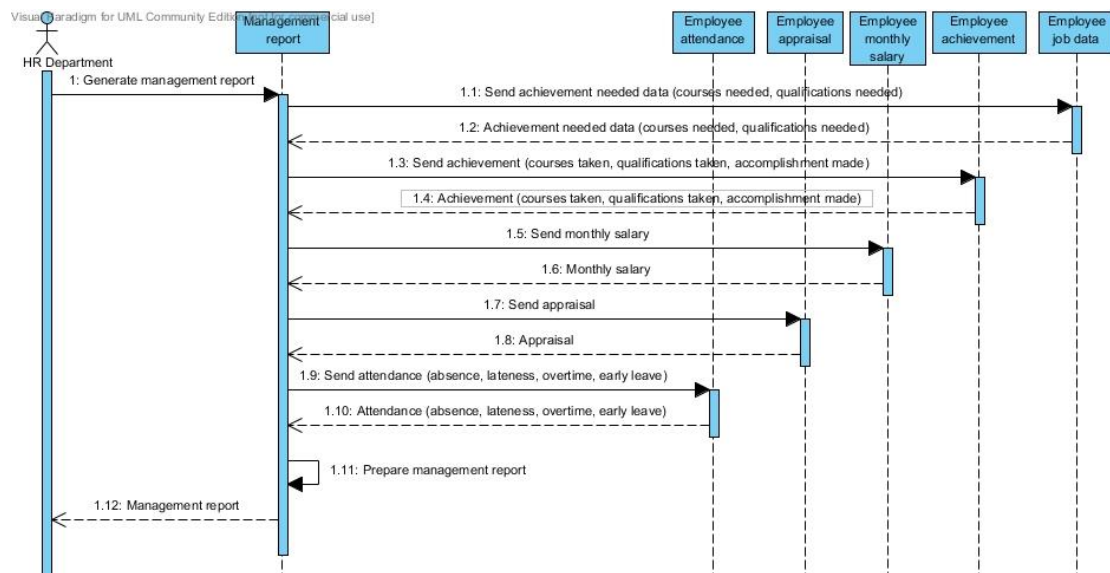 Visual Paradigm for UML Community Edition [not for commercial use]
HR Department
Management
report
Employee
attendance
Employee
appraisal
Employee
monthly
salary
Employee
achievement
Employee
job data
1: Generate management report
1.1: Send achievement needed data (courses needed, qualifications needed)
1.2: Achievement needed data (courses needed, qualifications needed)
1.3: Send achievement (courses taken, qualifications taken, accomplishment made)
1.4: Achievement (courses taken, qualifications taken, accomplishment made)
1.5: Send monthly salary
1.6: Monthly salary
1.7: Send appraisal
1.8: Appraisal
1.9: Send attendance (absence, lateness, overtime, early leave)
1.10: Attendance (absence, lateness, overtime, early leave)
1.11: Prepare management report
1.12: Management report